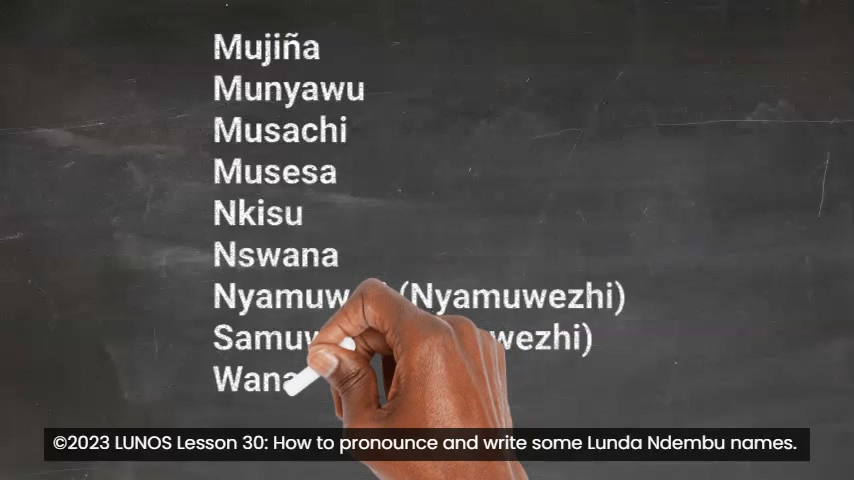 Mujiña
Munyawu
Musachi
Musesa
Nkisu
Nswana
(Nyamuwezhi)
Wana
©2023 LUNOS Lesson 30: How to pronounce and write some Lunda Ndembu names.